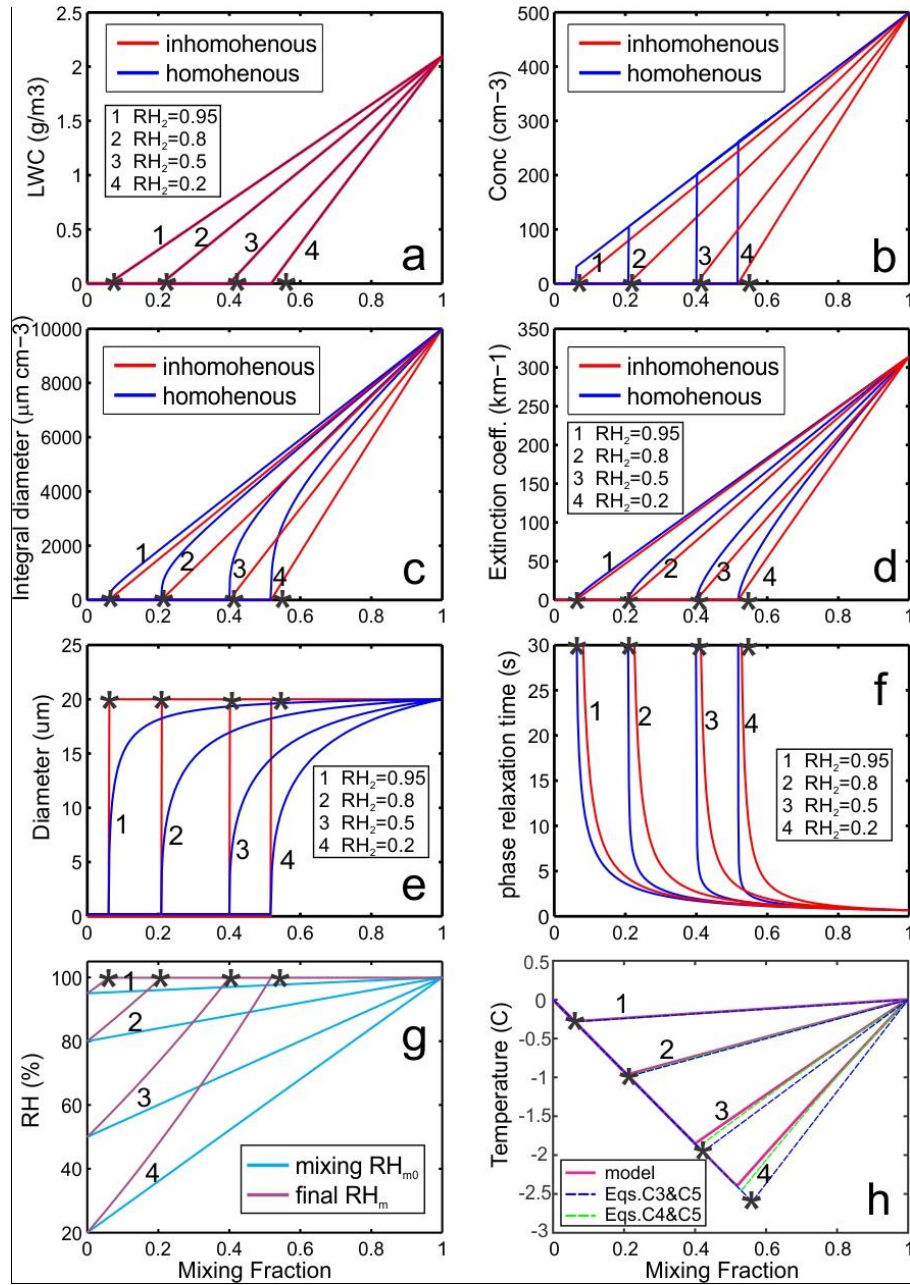 2.5
2
1.5
1
0.5
0
LWC (g/m3)
inhomohenous
homohenous
1 RH2=0.95
2 RH2=0.8
3 RH2=0.5
4 RH2=0.2
1
2
3
4
a
0 0.2 0.4 0.6 0.8 1
500
400
300
200
100
0
Conc (cm−3)
inhomohenous
homohenous
1
2
3
4
b
0 0.2 0.4 0.6 0.8 1
10000
8000
6000
4000
2000
0
Integral diameter (μm cm−3)
inhomohenous
homohenous
1
2
3
4
c
0 0.2 0.4 0.6 0.8 1
350
300
250
200
150
100
50
0
Extinction coeff. (km−1)
inhomohenous
homohenous
1 RH2=0.95
2 RH2=0.8
3 RH2=0.5
4 RH2=0.2
1
2
3
4
d
0 0.2 0.4 0.6 0.8 1
25
20
15
10
5
0
Diameter (um)
1 RH2=0.95
2 RH2=0.8
3 RH2=0.5
4 RH2=0.2
1
2
3
4
e
0 0.2 0.4 0.6 0.8 1
30
25
20
15
10
5
0
phase relaxation time (s)
f
1
2
3
4
1 RH2=0.95
2 RH2=0.8
3 RH2=0.5
4 RH2=0.2
0 0.2 0.4 0.6 0.8 1
100
80
60
40
20
RH (%)
1
2
3
4
g
mixing RHm0
final RHm
0 0.2 0.4 0.6 0.8 1
Mixing Fraction
0.5
0
-0.5
-1
-1.5
-2
-2.5
-3
Temperature (C)
1
2
3
4
model
Eqs.C3&C5
Eqs.C4&C5
h
0 0.2 0.4 0.6 0.8 1
Mixing Fraction